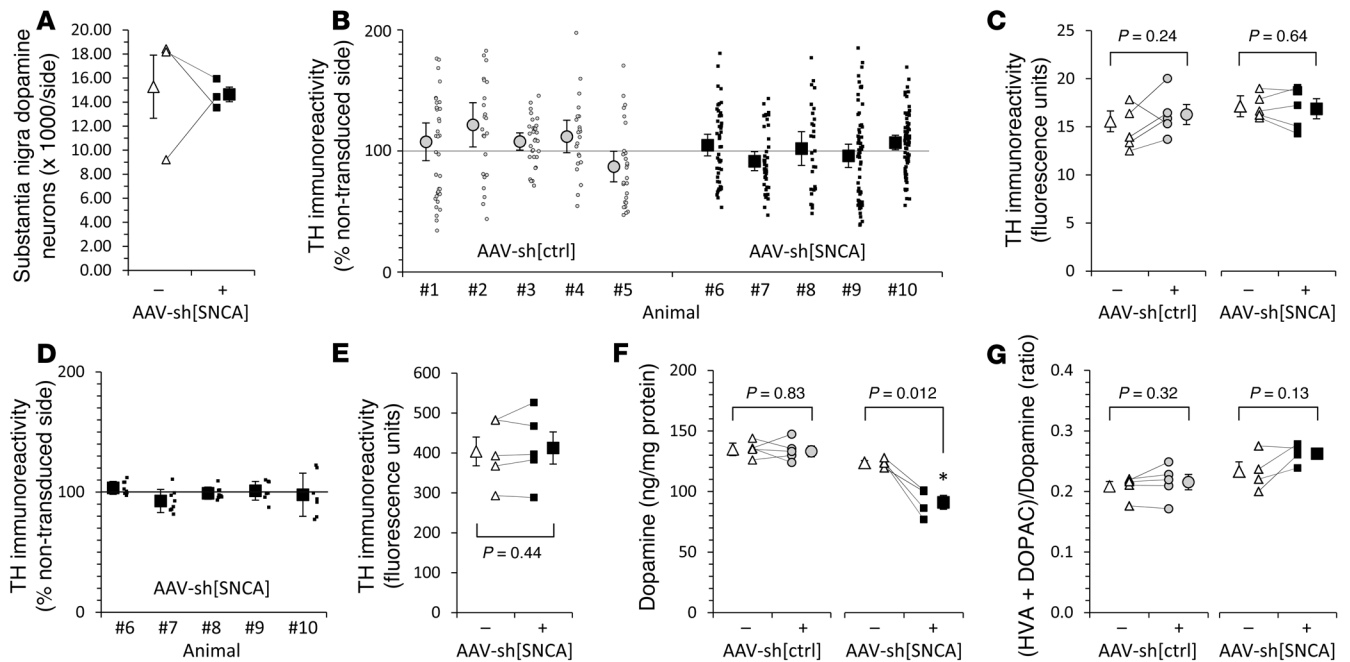 A
Substantia nigra dopamine
neurons (x 1000/side)
20.00
18.00
16.00
14.00
12.00
10.00
8.00
6.00
4.00
2.00
0.00
– +
AAV-sh[SNCA]
B
TH immunoreactivity
(% non-transduced side)
200
100
0
AAV-sh[ctrl] AAV-sh[SNCA]
#1 #2 #3 #4 #5 #6 #7 #8 #9 #10
Animal
C
TH immunoreactivity
(fluorescence units)
25
20
15
10
5
0
P = 0.24 P = 0.64
– + – +
AAV-sh[ctrl] AAV-sh[SNCA]
D
TH immunoreactivity
(% non-transduced side)
200
100
0
AAV-sh[SNCA]
#6 #7 #8 #9 #10
Animal
E
TH immunoreactivity
(fluorescence units)
600
500
400
300
200
100
0
P = 0.44
– +
AAV-sh[SNCA]
F
Dopamine (ng/mg protein)
200
150
100
50
0
P = 0.83 P = 0.012
*
– + – +
AAV-sh[ctrl] AAV-sh[SNCA]
G
(HVA + DOPAC)/Dopamine (ratio)
0.4
0.3
0.2
0.1
0.0
P = 0.32 P = 0.13
– + – +
AAV-sh[ctrl] AAV-sh[SNCA]